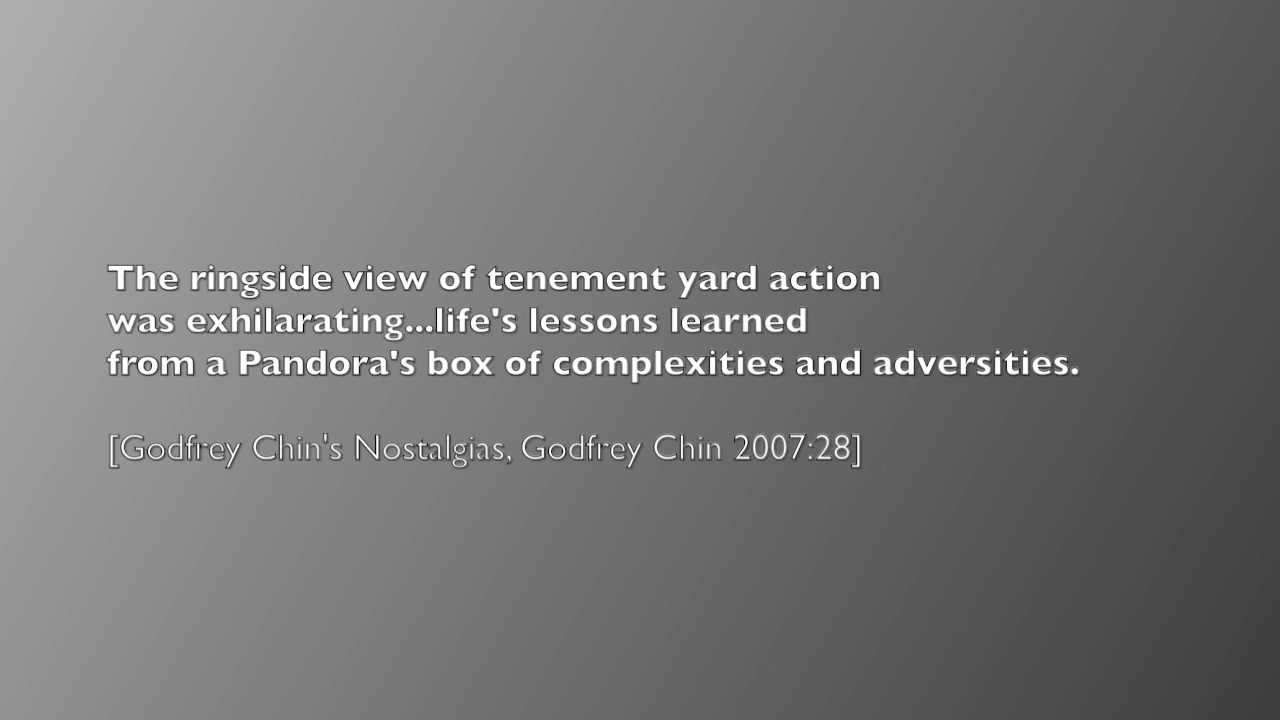 The ringside view of tenement yard action
was exhilarating...life's lessons learned
from a Pandora's box of complexities and adversities.
[Godfrey Chin's Nostalgias, Godfrey Chin 2007:28]